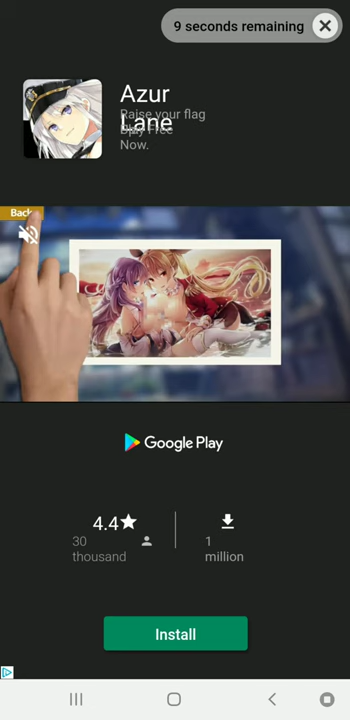 9 seconds remaining
Azur
Raise your flag
Lane
Now.
Back
Google Play
4.4
30
thousand
1
million
Install